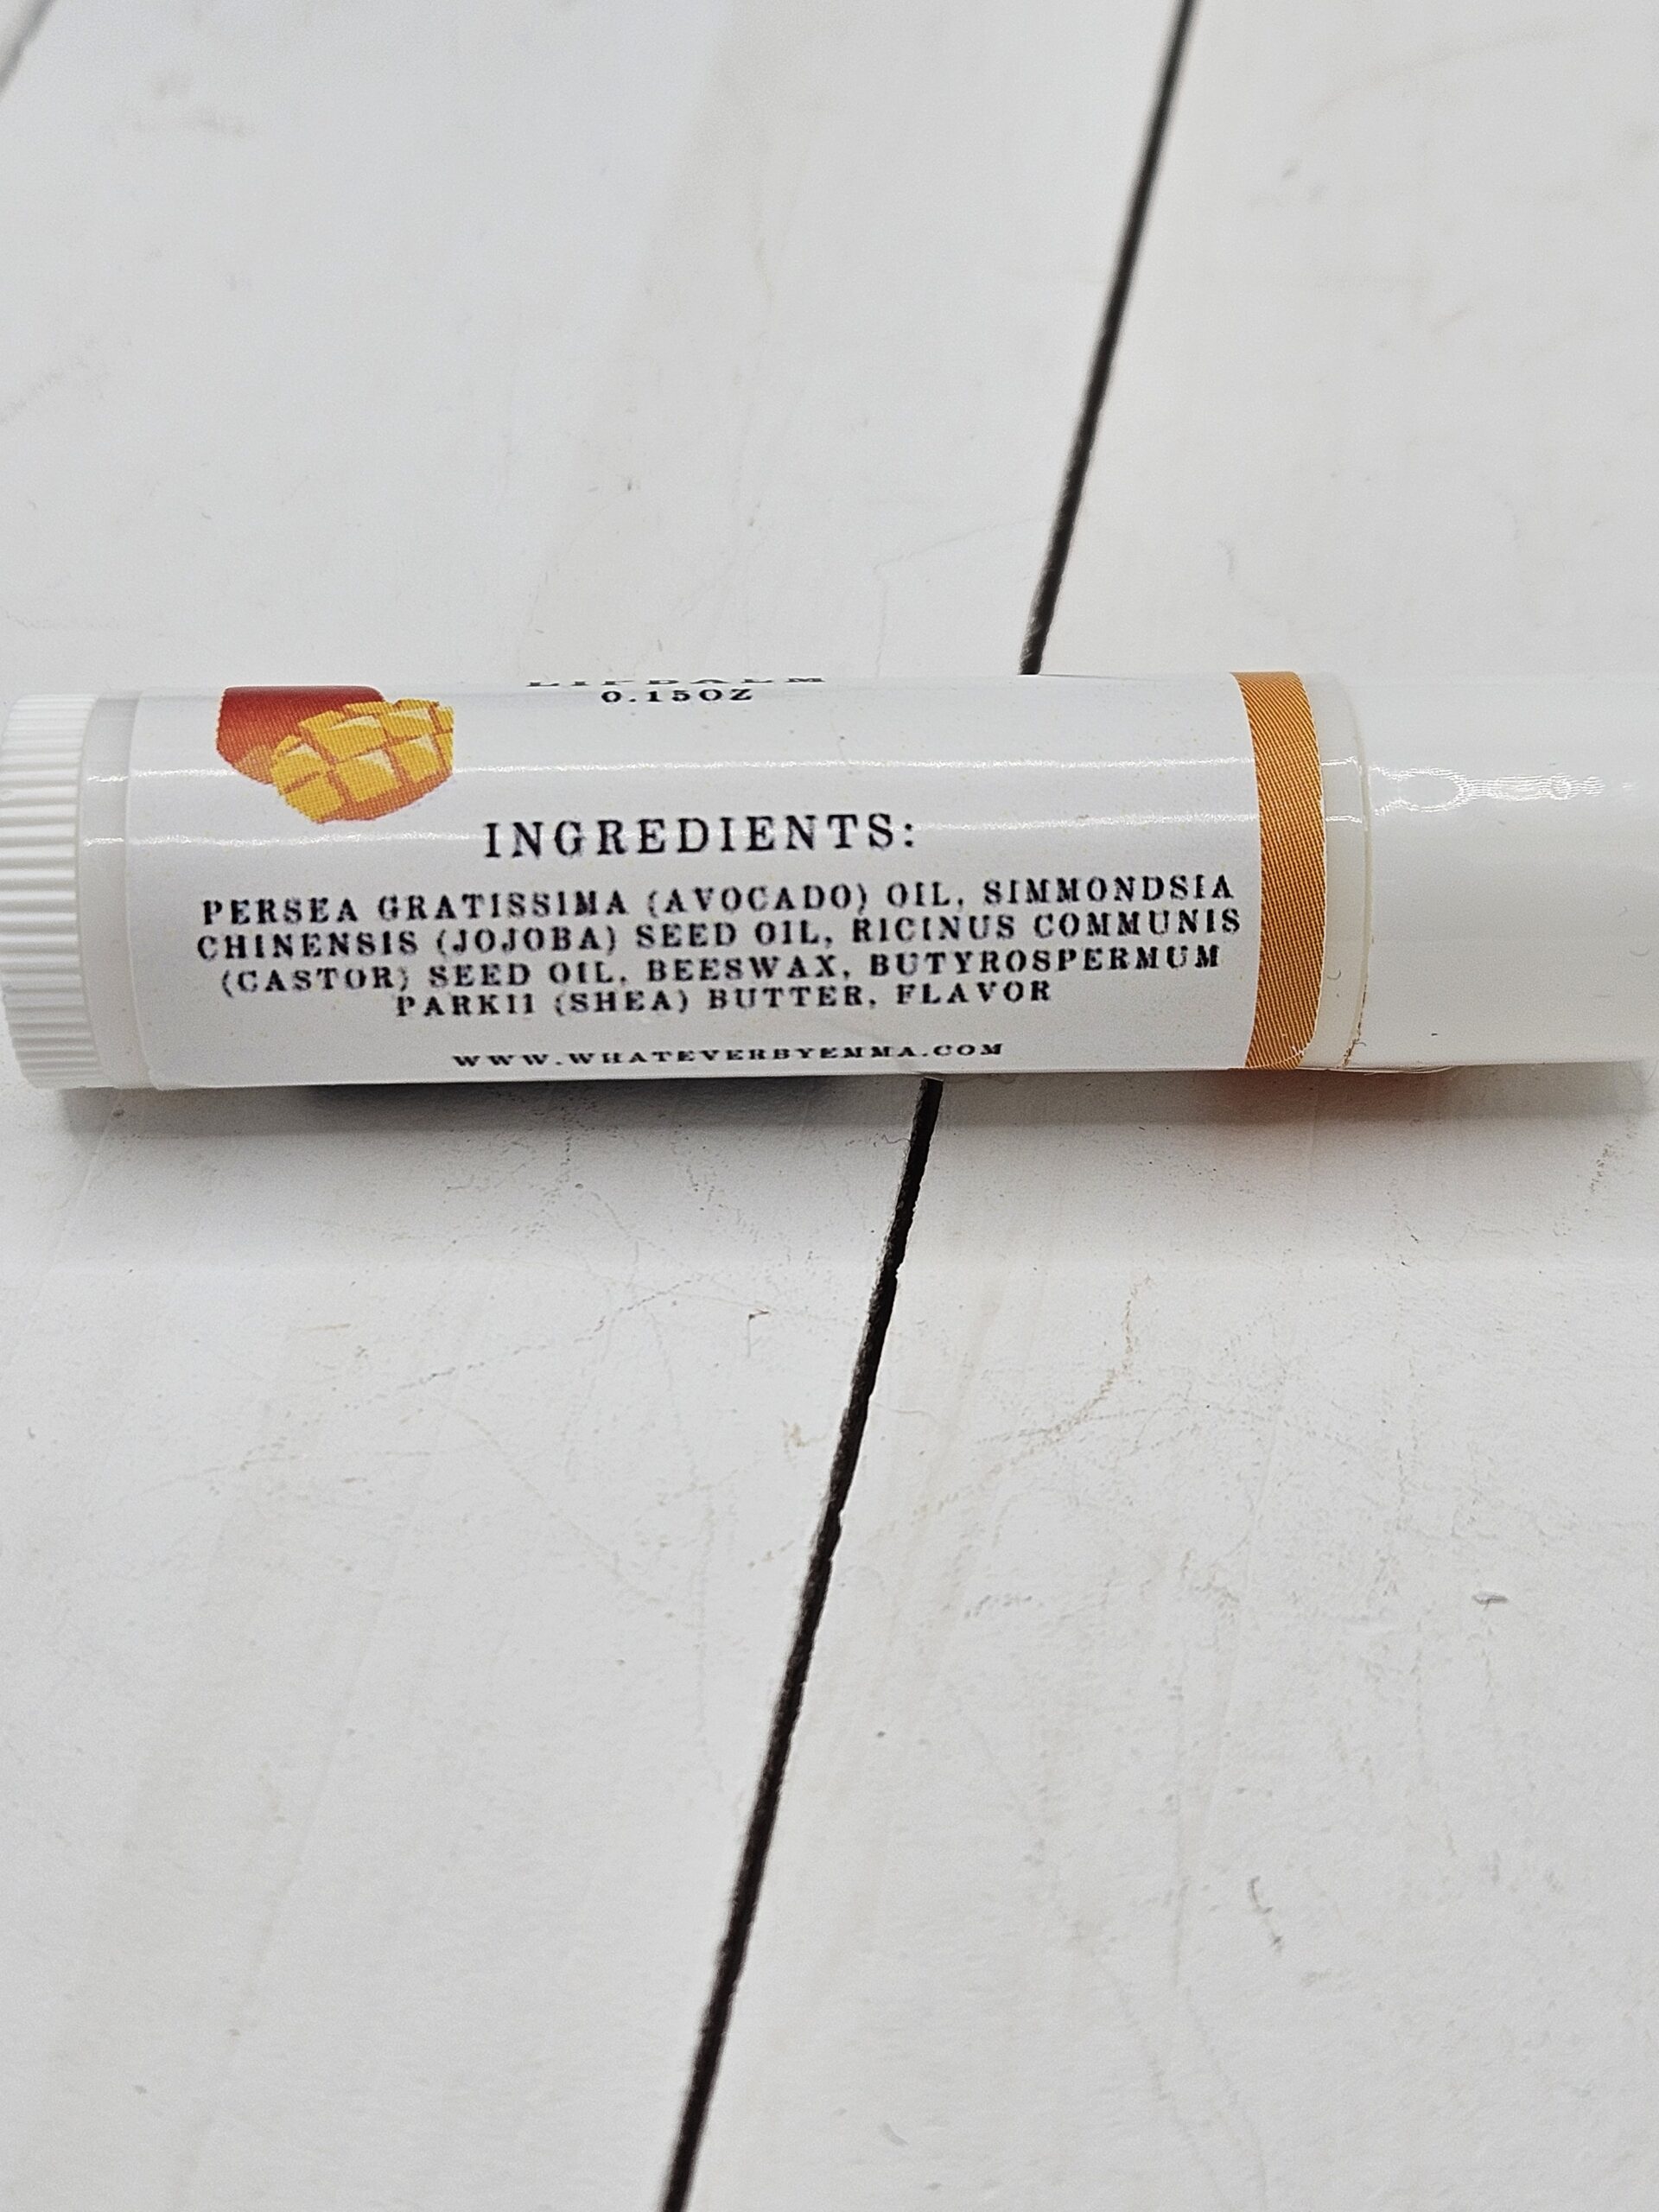 LIPBALM
0.15OZ
INGREDIENTS:
PERSEA GRATISSIMA (AVOCADO) OIL, SIMMONDSIA
CHINENSIS (JOJOBA) SEED OIL, RICINUS COMMUNIS
(CASTOR) SEED OIL, BEESWAX, BUTYROSPERMUM
PARKII (SHEA) BUTTER, FLAVOR
WWW.WHATEVERBYEMMA.COM